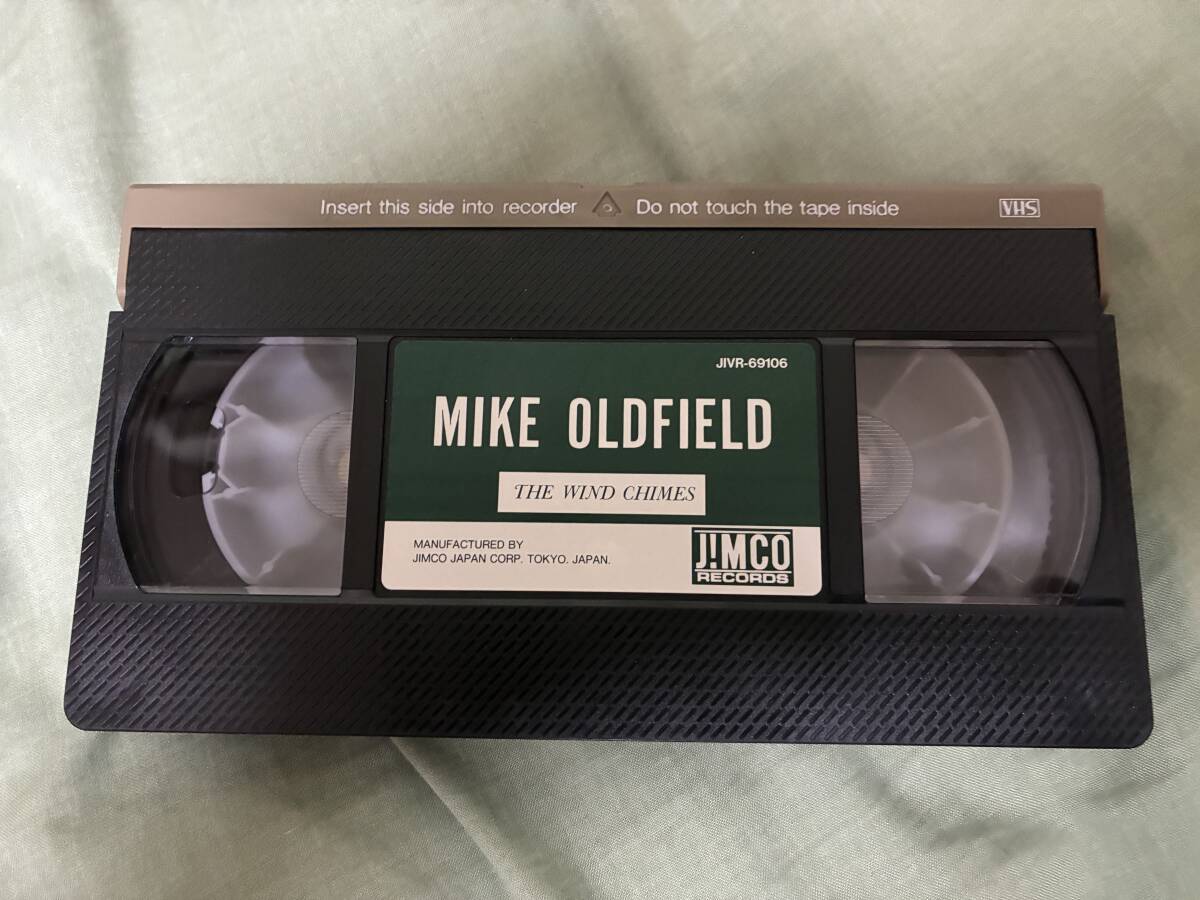 Insert this side into recorder Do not touch the tape inside VHS
JIVR-69106
MIKE OLDFIELD
THE WIND CHIMES
MANUFACTURED BY
JIMCO JAPAN CORP. TOKYO. JAPAN.
J!MCO
RECORDS